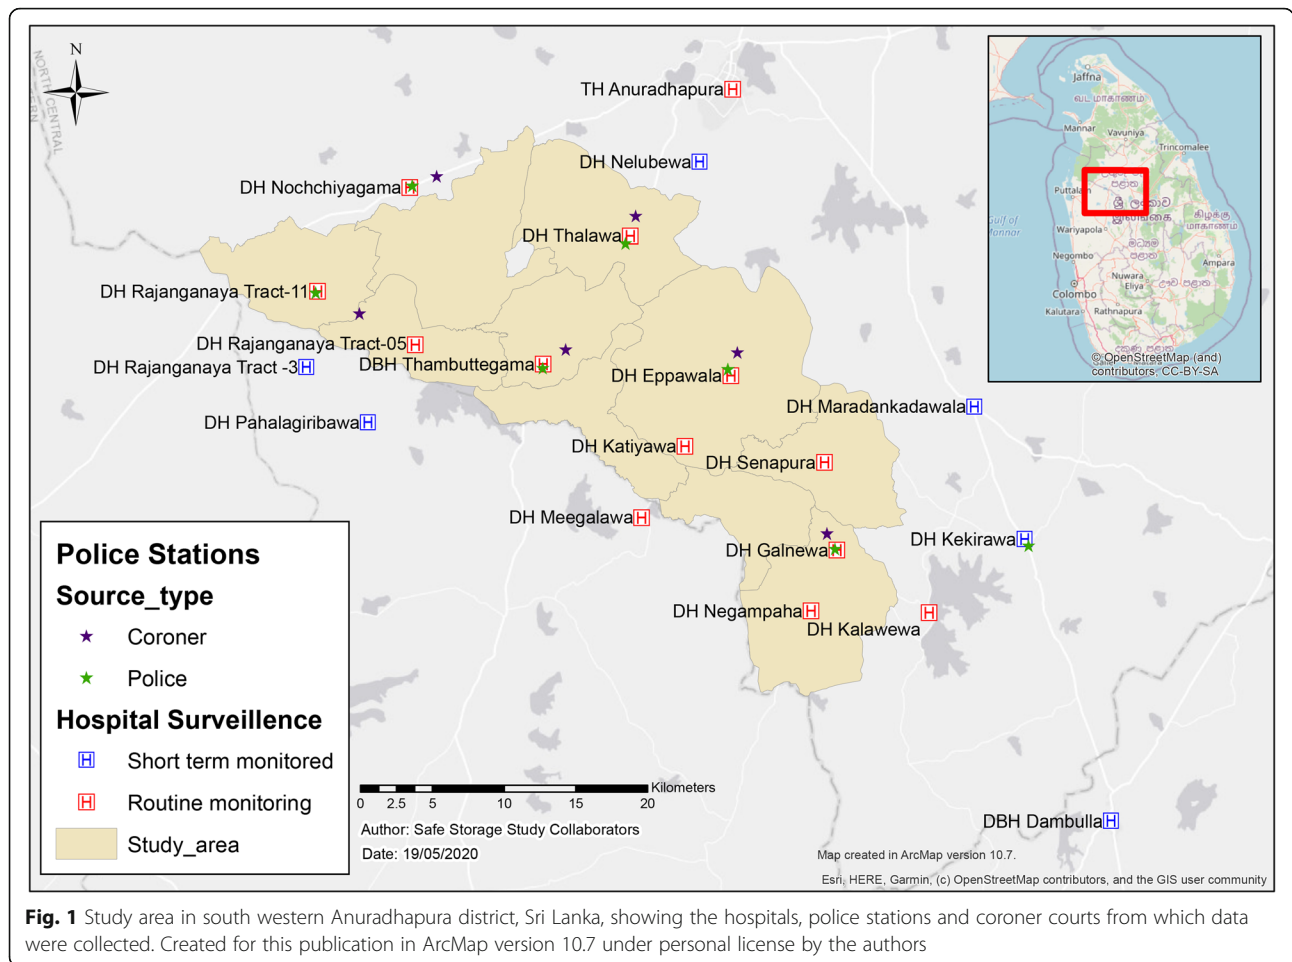 N
NORTH CENTRAL
TH Anuradhapura
DH Nelubewa
DH Nochchiyagama
DH Thalawa
DH Rajanganaya Tract-11
DH Rajanganaya Tract-05
DH Rajanganaya Tract -3
DBH Thambuttegama
DH Eppawala
DH Pahalagiribawa
DH Maradankadawala
DH Katiyawa
DH Senapura
DH Meegalawa
DH Kekirawa
DH Galnewa
DH Negampaha
DH Kalawewa
DBH Dambulla
Jaffna
වට මාකාණම
Mannar
Vavuniya
Trincomalee
Puttalam
Gulf of
Mannar
Wariyapola
Negombo
Nuwara
Eliya
Ampara
Colombo
Kalutara
Rathnapura
© OpenStreetMap (and)
contributors, CC-BY-SA
Police Stations
Source_type
Coroner
Police
Hospital Surveillence
H Short term monitored
H Routine monitoring
Study_area
Kilometers
0 2.5 5 10 15 20
Author: Safe Storage Study Collaborators
Date: 19/05/2020
Map created in ArcMap version 10.7.
Esri, HERE, Garmin, (c) OpenStreetMap contributors, and the GIS user community
Fig. 1 Study area in south western Anuradhapura district, Sri Lanka, showing the hospitals, police stations and coroner courts from which data
were collected. Created for this publication in ArcMap version 10.7 under personal license by the authors